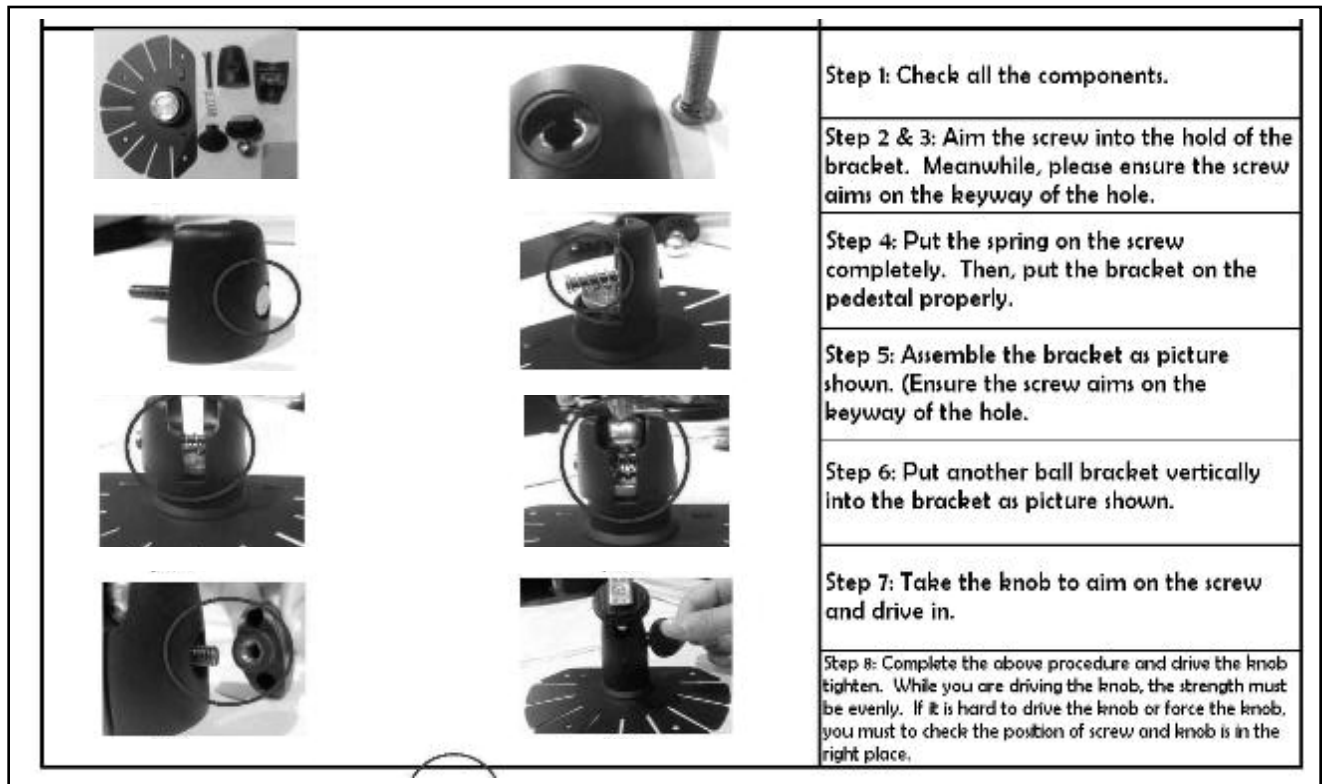 Step 1: Check all the components.
Step 2 & 3: Aim the screw into the hold of the
bracket.  Meanwhile, please ensure the screw
aims on the keyway of the hole.
Step 4: Put the spring on the screw
completely.  Then, put the bracket on the
pedestal properly.
Step 5: Assemble the bracket as picture
shown. (Ensure the screw aims on the
keyway of the hole.
Step 6: Put another ball bracket vertically
into the bracket as picture shown.
Step 7: Take the knob to aim on the screw
and drive in.
Step 8: Complete the above procedure and drive the knob
tighten.  While you are driving the knob, the strength must
be evenly.  If it is hard to drive the knob or force the knob,
you must to check the position of screw and knob is in the
right place.